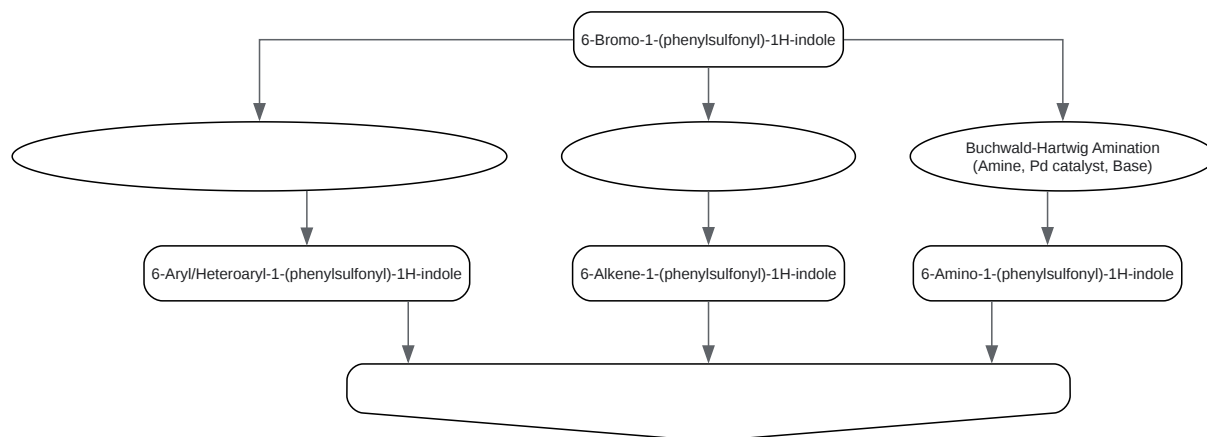 6-Bromo-1-(phenylsulfonyl)-1H-indole
Buchwald-Hartwig Amination
(Amine, Pd catalyst, Base)
6-Aryl/Heteroaryl-1-(phenylsulfonyl)-1H-indole
6-Alkene-1-(phenylsulfonyl)-1H-indole
6-Amino-1-(phenylsulfonyl)-1H-indole